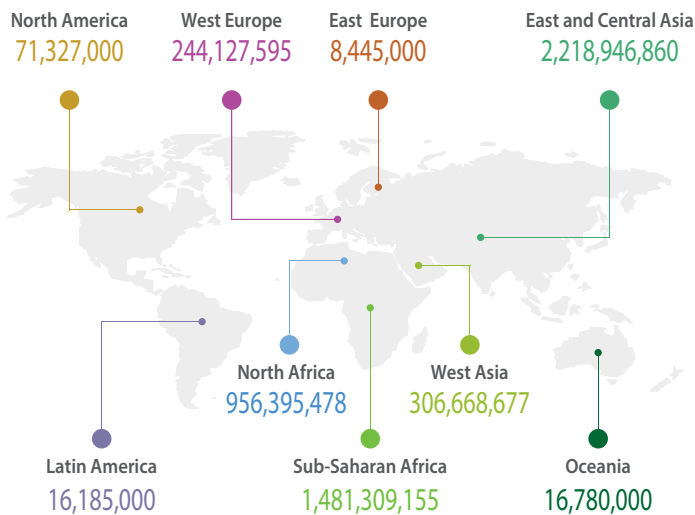 North America
71,327,000
West Europe
244,127,595
East Europe
8,445,000
East and Central Asia
2,218,946,860
North Africa
956,395,478
West Asia
306,668,677
Latin America
16,185,000
Sub-Saharan Africa
1,481,309,155
Oceania
16,780,000